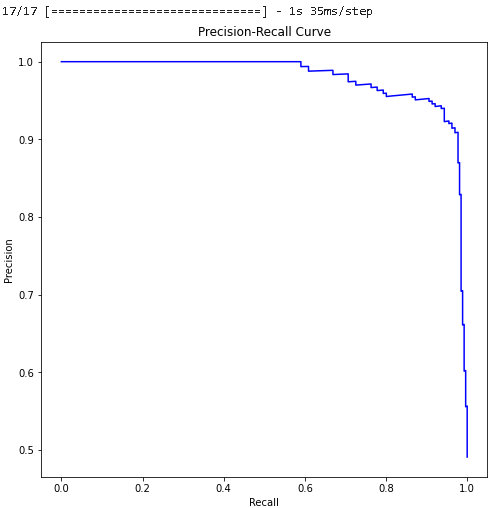 17/17 [==============================] - 1s 35ms/step
Precision-Recall Curve
1.0
0.9
0.8
0.7
0.6
0.5
Precision
0.0 0.2 0.4 0.6 0.8 1.0
Recall